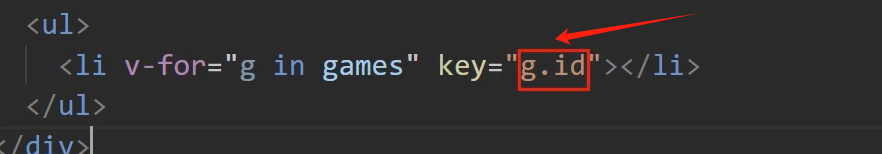 <ul>
<li v-for="g in games" key="g.id"></li>
</ul>
</div>